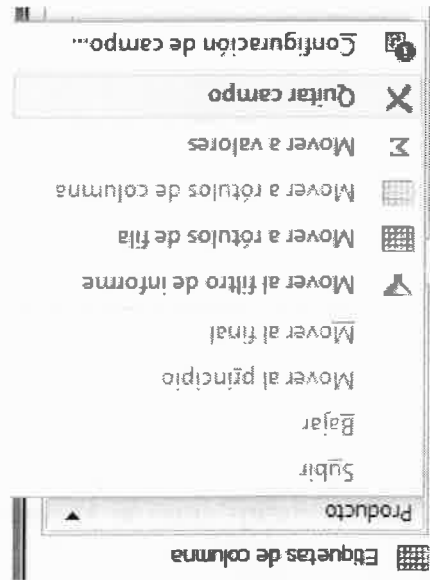 Etiquetas de columna
Producto
Subir
Bajar
Mover al principio
Mover al final
Mover al filtro de informe
Mover a rótulos de fila
Mover a rótulos de columna
Mover a valores
Quitar campo
Configuración de campo...